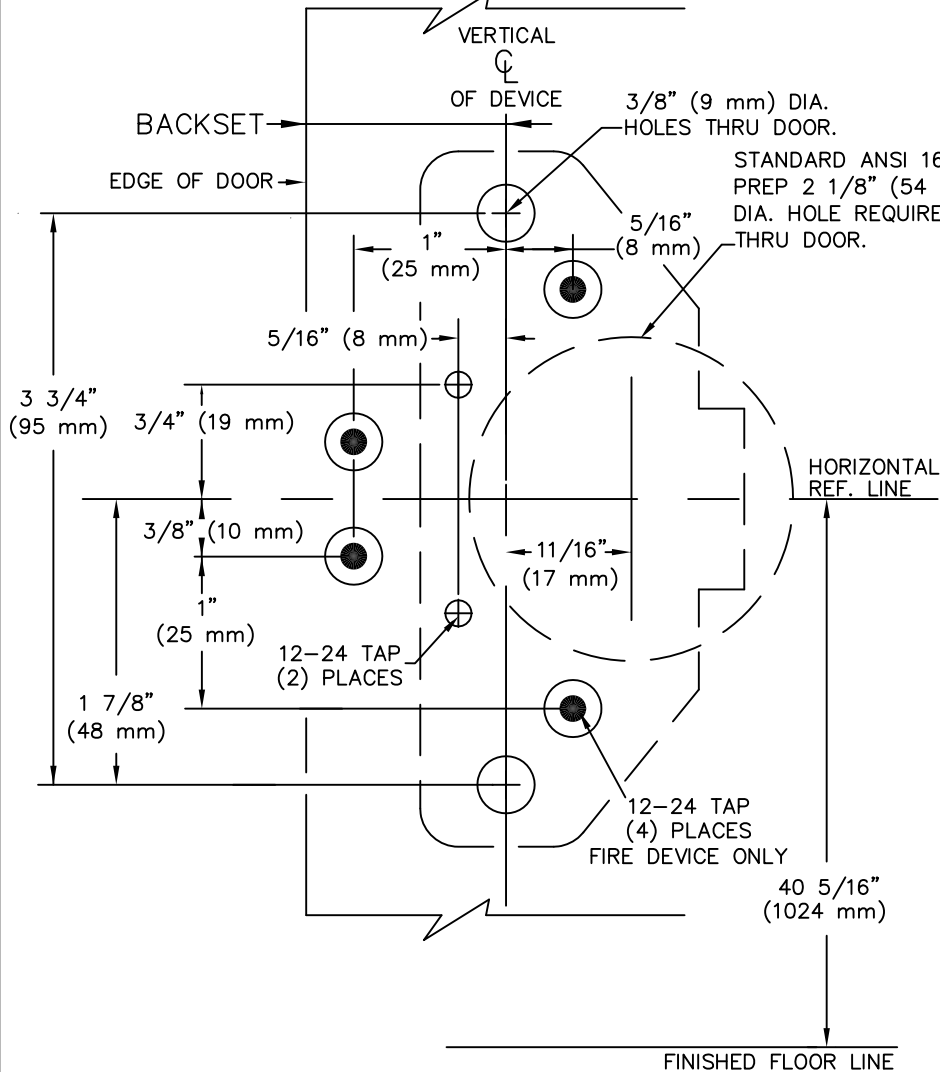 VERTICAL
℄
OF DEVICE
BACKSET
3/8” (9 mm) DIA.
HOLES THRU DOOR.
EDGE OF DOOR
STANDARD ANSI 16
PREP 2 1/8” (54
DIA. HOLE REQUIRE
THRU DOOR.
1”
(25 mm)
5/16”
(8 mm)
5/16” (8 mm)
3 3/4”
(95 mm)
3/4” (19 mm)
HORIZONTAL
REF. LINE
3/8” (10 mm)
11/16”
(17 mm)
1”
(25 mm)
12–24 TAP
(2) PLACES
1 7/8”
(48 mm)
12–24 TAP
(4) PLACES
FIRE DEVICE ONLY
40 5/16”
(1024 mm)
FINISHED FLOOR LINE